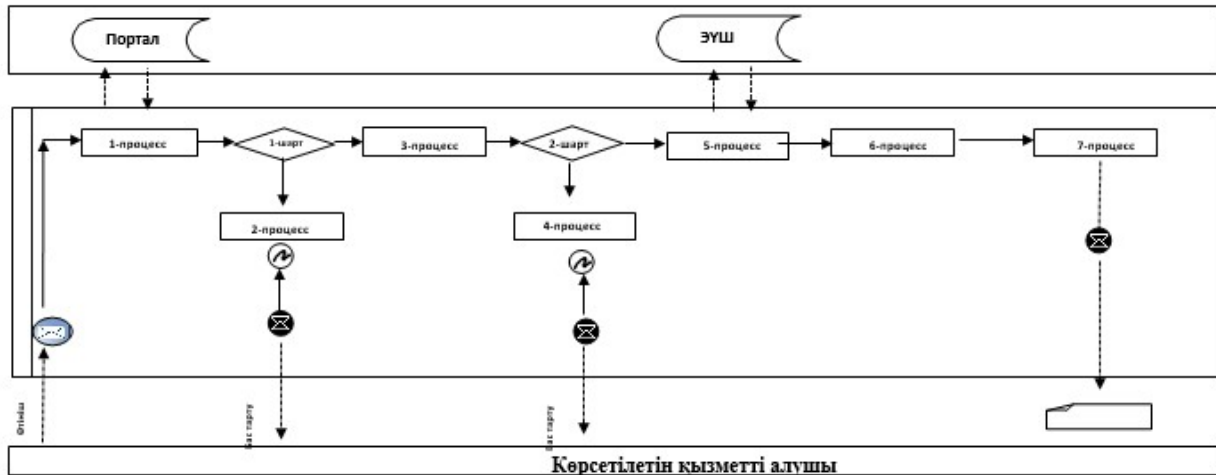 Портал
ЭҮШ
1-процесс
1-шарт
3-процесс
2-шарт
5-процесс
6-процесс
7-процесс
2-процесс
4-процесс
Өтініш
Бас тарту
Бас тарту
Көрсетілетін қызметті алушы